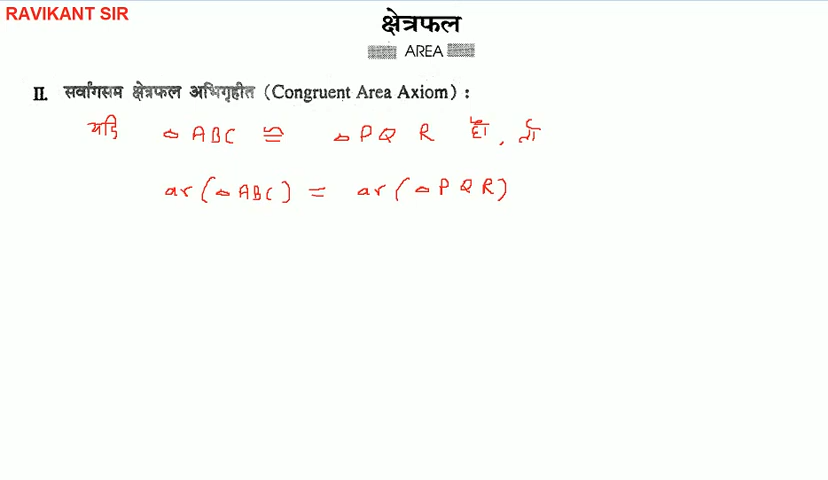 RAVIKANT SIR
क्षेत्रफल
AREA
II. सर्वांगसम क्षेत्रफल अभिगृहीत (Congruent Area Axiom) :
यदि △ABC ≅ △PQR हो, तो
ar(△ABC) = ar(△PQR)